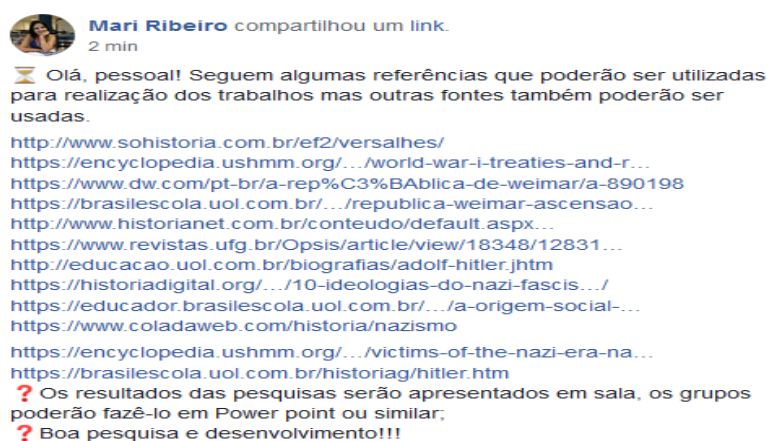 Mari Ribeiro compartilhou um link.
2 min
⏳ Olá, pessoal! Seguem algumas referências que poderão ser utilizadas
para realização dos trabalhos mas outras fontes também poderão ser
usadas.
http://www.sohistoria.com.br/ef2/versalhes/
https://encyclopedia.ushmm.org/…/world-war-i-treaties-and-r…
https://www.dw.com/pt-br/a-rep%C3%BAblica-de-weimar/a-890198
https://brasilescola.uol.com.br/…/republica-weimar-ascensao…
http://www.historianet.com.br/conteudo/default.aspx…
https://www.revistas.ufg.br/Opsis/article/view/18348/12831…
http://educacao.uol.com.br/biografias/adolf-hitler.jhtm
https://historiadigital.org/…/10-ideologias-do-nazi-fascis…/
https://educador.brasilescola.uol.com.br/…/a-origem-social-…
https://www.coladaweb.com/historia/nazismo
https://encyclopedia.ushmm.org/…/victims-of-the-nazi-era-na…
https://brasilescola.uol.com.br/historiag/hitler.htm
❓ Os resultados das pesquisas serão apresentados em sala, os grupos
poderão fazê-lo em Power point ou similar;
❓ Boa pesquisa e desenvolvimento!!!